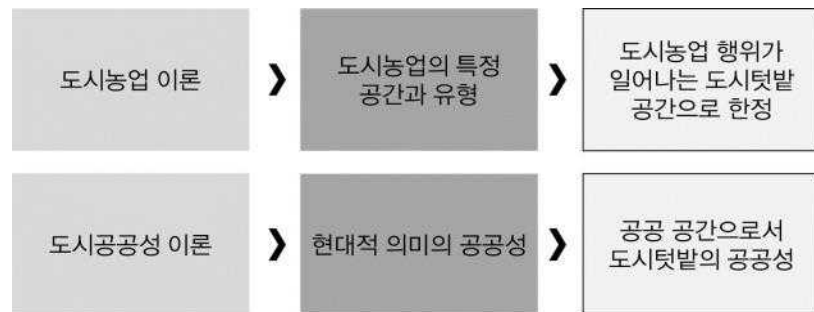 도시농업 이론
❯
도시농업의 특정
공간과 유형
❯
도시농업 행위가
일어나는 도시텃밭
공간으로 한정
도시공공성 이론
❯
현대적 의미의 공공성
❯
공공 공간으로서
도시텃밭의 공공성